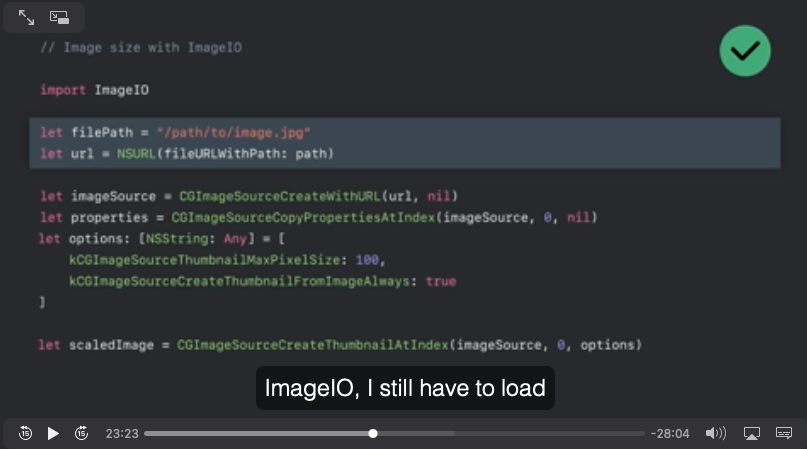 // Image size with ImageIO
import ImageIO
let filePath = "/path/to/image.jpg"
let url = NSURL(fileURLWithPath: path)
let imageSource = CGImageSourceCreateWithURL(url, nil)
let properties = CGImageSourceCopyPropertiesAtIndex(imageSource, 0, nil)
let options: [NSString: Any] = [
kCGImageSourceThumbnailMaxPixelSize: 100,
kCGImageSourceCreateThumbnailFromImageAlways: true
]
let scaledImage = CGImageSourceCreateThumbnailAtIndex(imageSource, 0, options)
ImageIO, I still have to load
15 15 23:23 -28:04